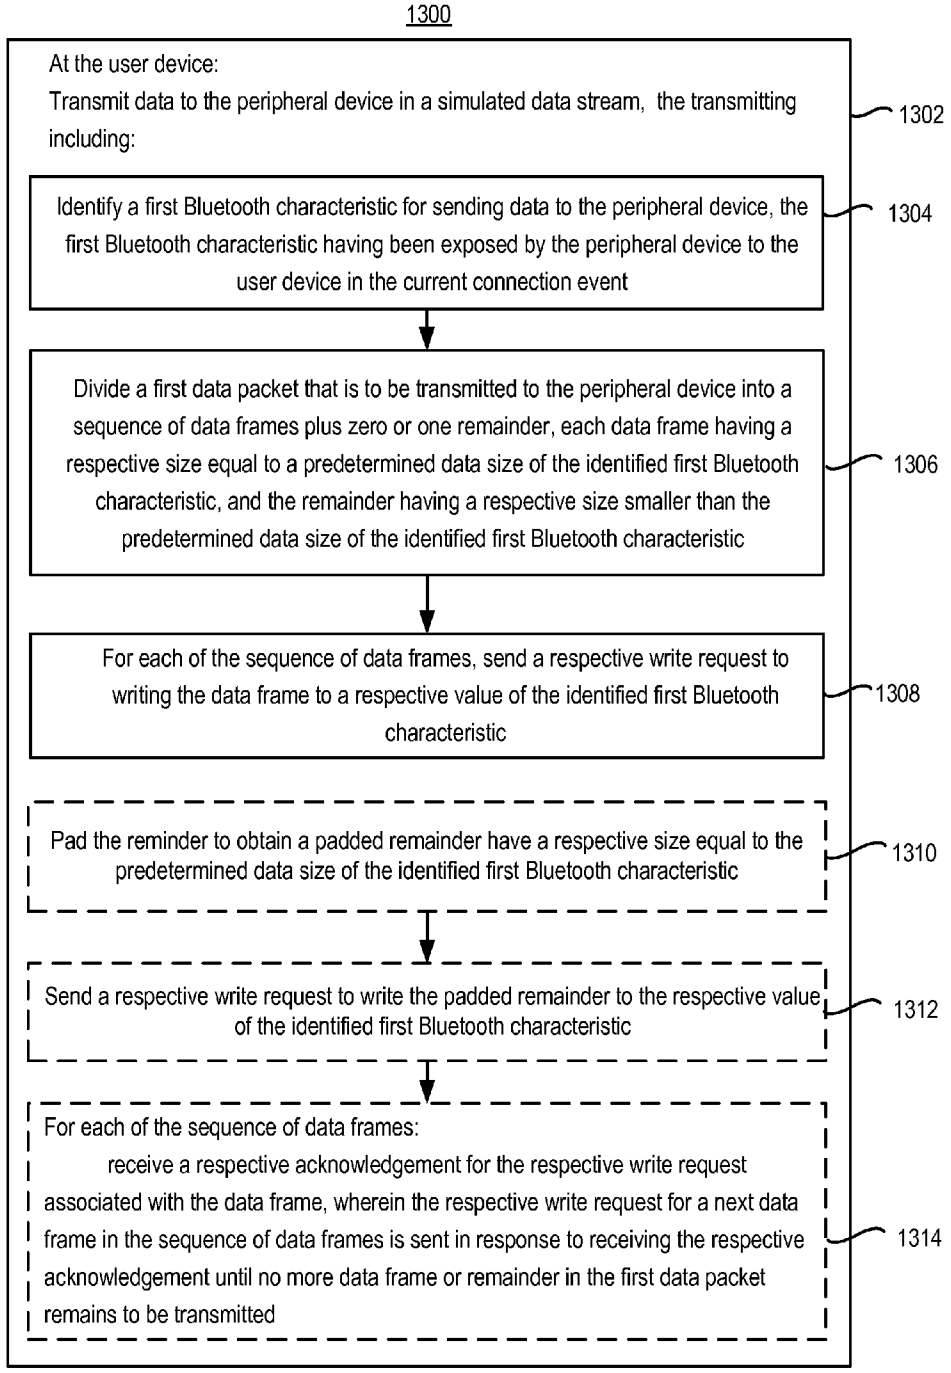 1300
At the user device:
Transmit data to the peripheral device in a simulated data stream, the transmitting
including:
1302
Identify a first Bluetooth characteristic for sending data to the peripheral device, the
first Bluetooth characteristic having been exposed by the peripheral device to the
user device in the current connection event
1304
Divide a first data packet that is to be transmitted to the peripheral device into a
sequence of data frames plus zero or one remainder, each data frame having a
respective size equal to a predetermined data size of the identified first Bluetooth
characteristic, and the remainder having a respective size smaller than the
predetermined data size of the identified first Bluetooth characteristic
1306
For each of the sequence of data frames, send a respective write request to
writing the data frame to a respective value of the identified first Bluetooth
characteristic
1308
Pad the reminder to obtain a padded remainder have a respective size equal to the
predetermined data size of the identified first Bluetooth characteristic
1310
Send a respective write request to write the padded remainder to the respective value
of the identified first Bluetooth characteristic
1312
For each of the sequence of data frames:
receive a respective acknowledgement for the respective write request
associated with the data frame, wherein the respective write request for a next data
frame in the sequence of data frames is sent in response to receiving the respective
acknowledgement until no more data frame or remainder in the first data packet
remains to be transmitted
1314